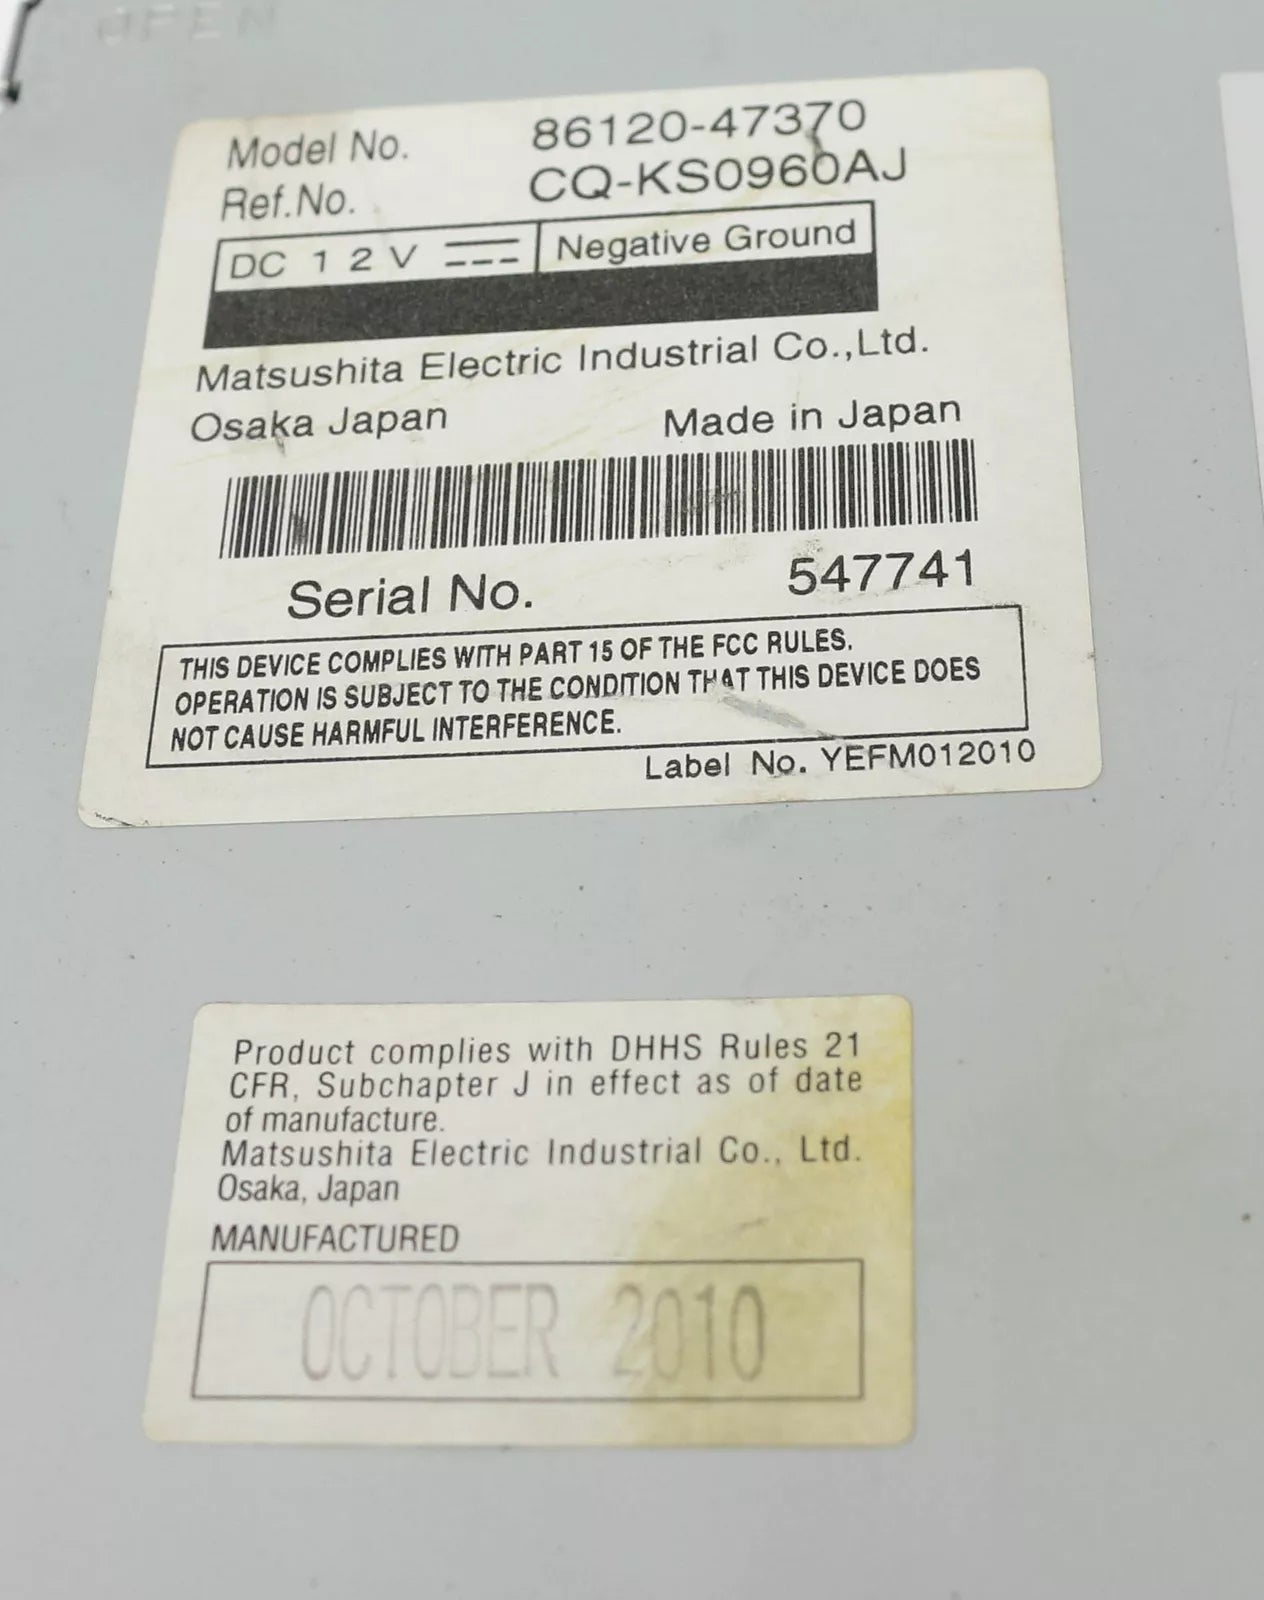 OPEN
Model No. 86120-47370
Ref.No. CQ-KS0960AJ
DC 12V Negative Ground
Matsushita Electric Industrial Co.,Ltd.
Osaka Japan Made in Japan
Serial No. 547741
THIS DEVICE COMPLIES WITH PART 15 OF THE FCC RULES.
OPERATION IS SUBJECT TO THE CONDITION THAT THIS DEVICE DOES
NOT CAUSE HARMFUL INTERFERENCE.
Label No. YEFM012010
Product complies with DHHS Rules 21
CFR, Subchapter J in effect as of date
of manufacture.
Matsushita Electric Industrial Co., Ltd.
Osaka, Japan
MANUFACTURED
OCTOBER 2010